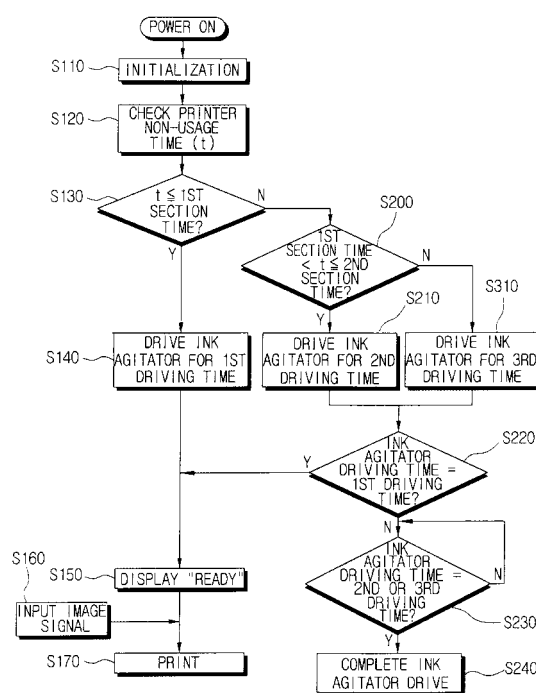 POWER ON
S110
INITIALIZATION
S120
CHECK PRINTER
NON-USAGE
TIME (t)
S130
t ≦ 1ST
SECTION
TIME?
N
Y
S200
1ST
SECTION TIME
< t ≦ 2ND
SECTION
TIME?
N
Y
S140
DRIVE INK
AGITATOR FOR 1ST
DRIVING TIME
S210
DRIVE INK
AGITATOR FOR 2ND
DRIVING TIME
S310
DRIVE INK
AGITATOR FOR 3RD
DRIVING TIME
S220
INK
AGITATOR
DRIVING TIME =
1ST DRIVING
TIME?
Y
N
S230
INK
AGITATOR
DRIVING TIME =
2ND OR 3RD
DRIVING
TIME?
N
Y
S150
DISPLAY "READY"
S160
INPUT IMAGE
SIGNAL
S170
PRINT
S240
COMPLETE INK
AGITATOR DRIVE